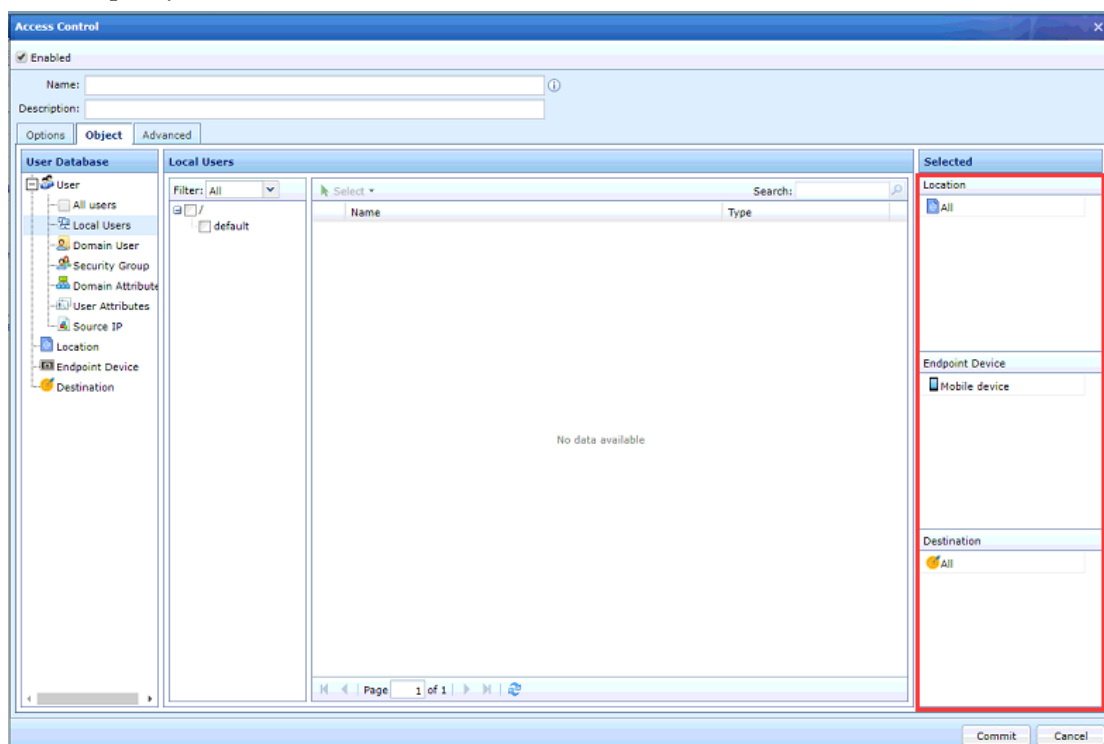 Access Control
Enabled
Name:
Description:
Options Object Advanced
User Database
User
All users
Local Users
Domain User
Security Group
Domain Attribute
User Attributes
Source IP
Location
Endpoint Device
Destination
Local Users
Filter: All
/
default
Select Search:
Name Type
No data available
Page 1 of 1
Selected
Location
All
Endpoint Device
Mobile device
Destination
All
Commit Cancel